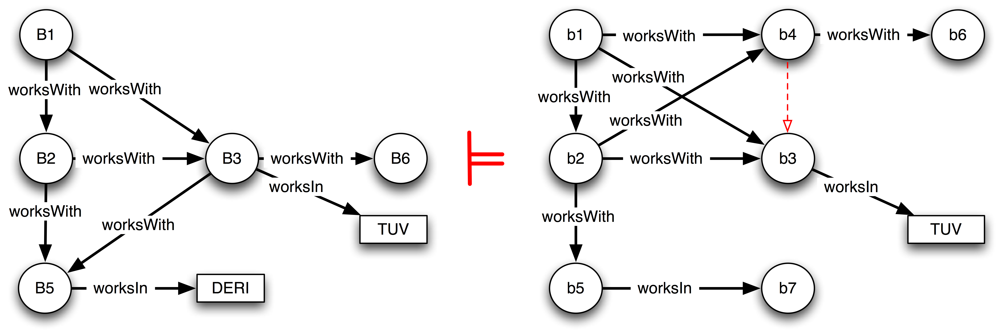 B1
b1
worksWith
b4
worksWith
b6
worksWith
worksWith
worksWith
worksWith
worksWith
B2
worksWith
B3
worksWith
B6
b2
worksWith
b3
worksIn
worksIn
worksWith
worksWith
worksWith
TUV
TUV
B5
worksIn
DERI
b5
worksIn
b7